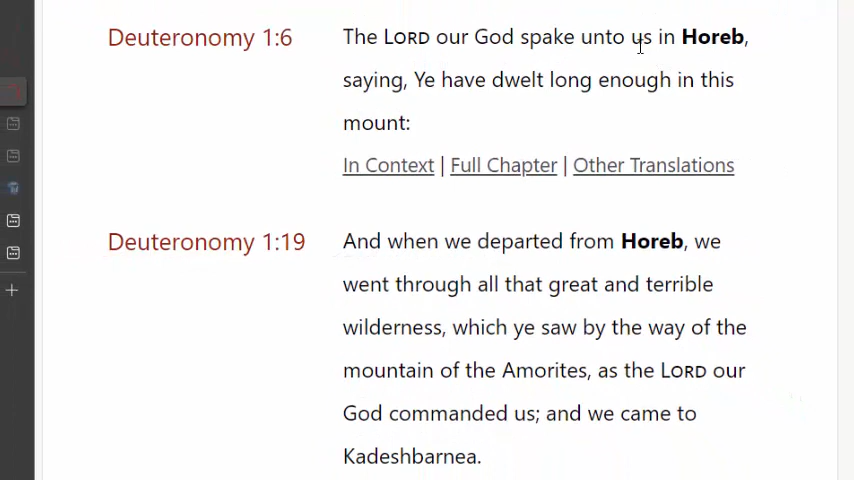 Deuteronomy 1:6
The LORD our God spake unto us in Horeb,
saying, Ye have dwelt long enough in this
mount:
In Context | Full Chapter | Other Translations
Deuteronomy 1:19
And when we departed from Horeb, we
went through all that great and terrible
wilderness, which ye saw by the way of the
mountain of the Amorites, as the LORD our
God commanded us; and we came to
Kadeshbarnea.